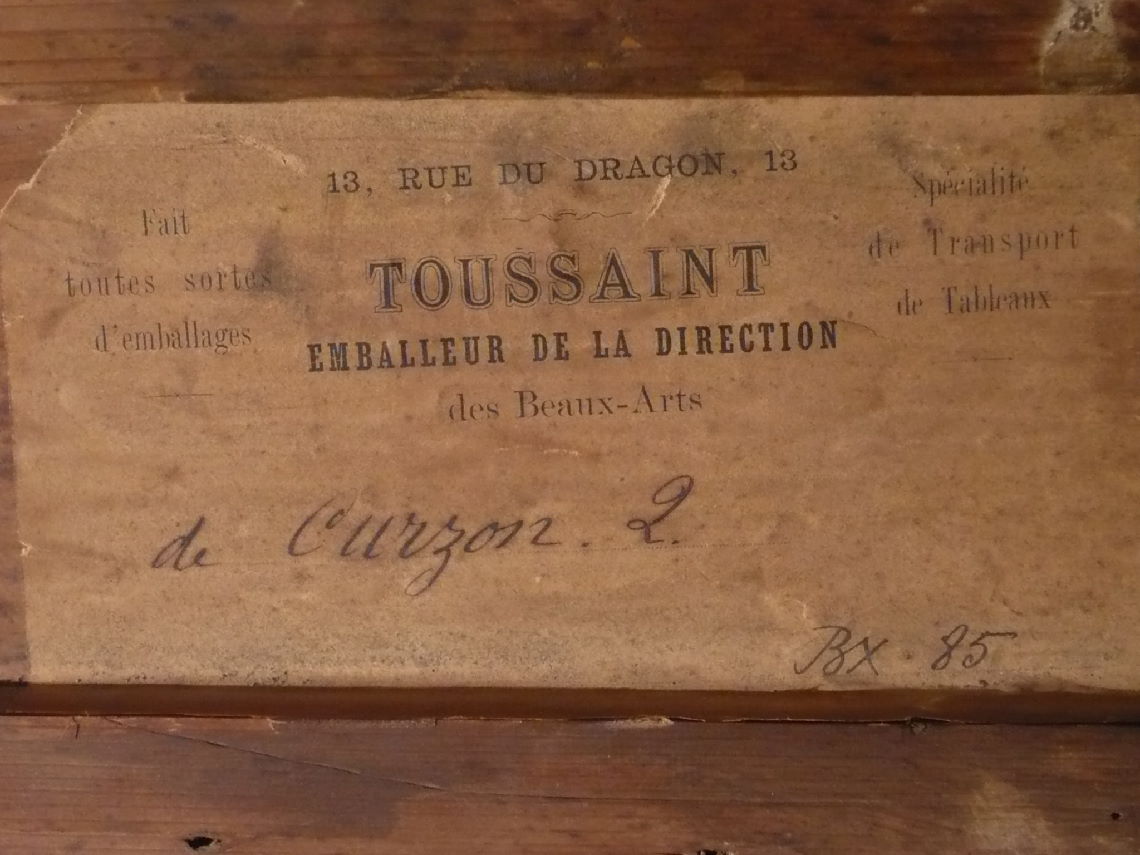 13, RUE DU DRAGON, 13
Fait
toutes sortes
d'emballages
TOUSSAINT
EMBALLEUR DE LA DIRECTION
des Beaux-Arts
Spécialité
de Transport
de Tableaux
de Curzon. 2.
Bx. 85